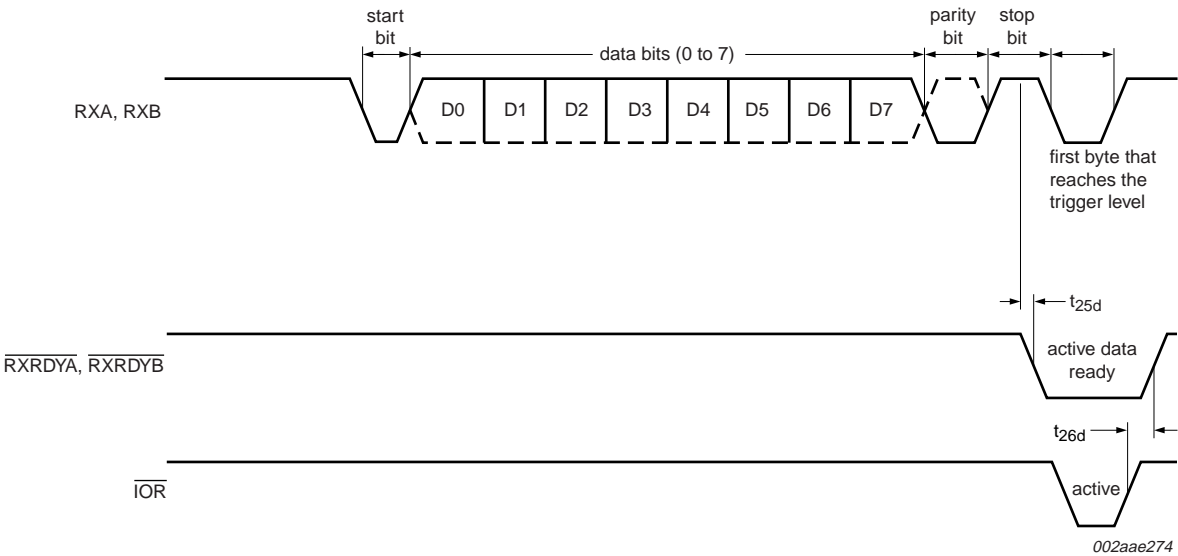 start
bit
data bits (0 to 7)
parity
bit
stop
bit
RXA, RXB
D0 D1 D2 D3 D4 D5 D6 D7
first byte that
reaches the
trigger level
t25d
RXRDYA, RXRDYB
active data
ready
t26d
IOR
active
002aae274